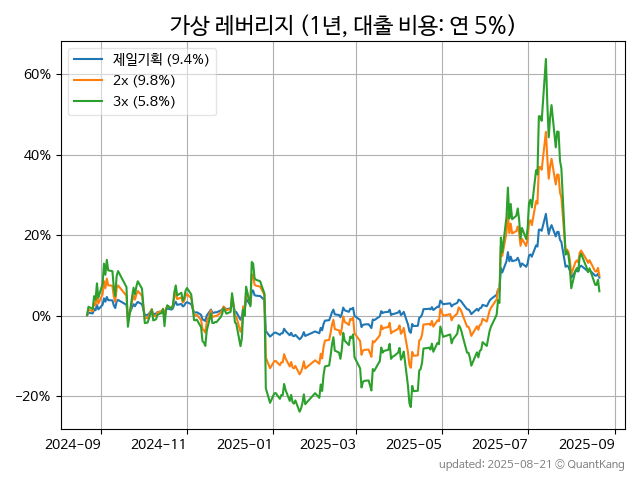 가상 레버리지 (1년, 대출 비용: 연 5%)
제일기획 (9.4%)
2x (9.8%)
3x (5.8%)
60%
40%
20%
0%
−20%
2024-09 2024-11 2025-01 2025-03 2025-05 2025-07 2025-09
updated: 2025-08-21 © QuantKang